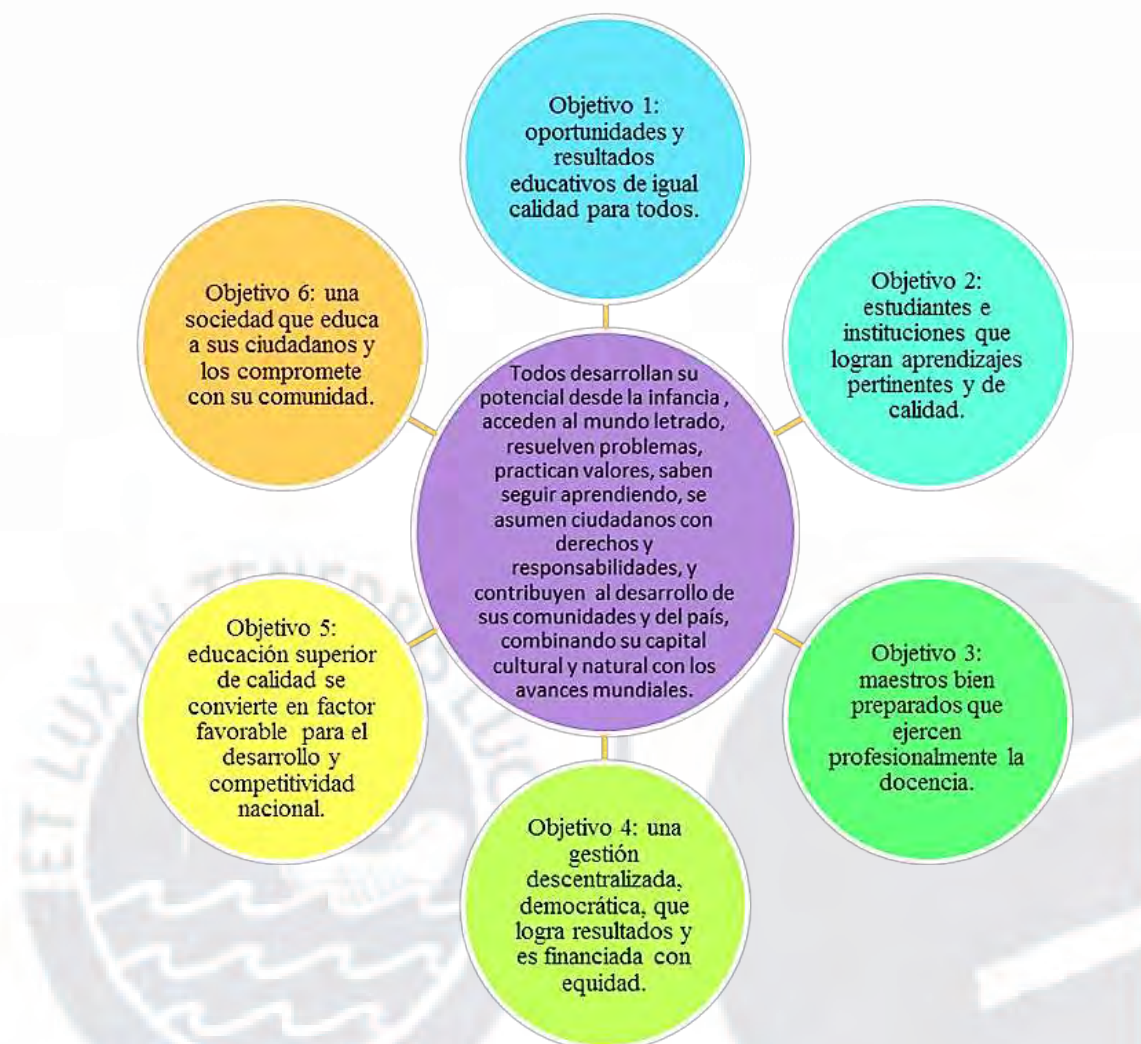 Objetivo 1:
oportunidades y
resultados
educativos de igual
calidad para todos.
Objetivo 2:
estudiantes e
instituciones que
logran aprendizajes
pertinentes y de
calidad.
Objetivo 3:
maestros bien
preparados que
ejercen
profesionalmente la
docencia.
Objetivo 4: una
gestión
descentralizada,
democrática, que
logra resultados y
es financiada con
equidad.
Objetivo 5:
educación superior
de calidad se
convierte en factor
favorable para el
desarrollo y
competitividad
nacional.
Objetivo 6: una
sociedad que educa
a sus ciudadanos y
los compromete
con su comunidad.
Todos desarrollan su
potencial desde la infancia ,
acceden al mundo letrado,
resuelven problemas,
practican valores, saben
seguir aprendiendo, se
asumen ciudadanos con
derechos y
responsabilidades, y
contribuyen al desarrollo de
sus comunidades y del país,
combinando su capital
cultural y natural con los
avances mundiales.
ET LUX IN